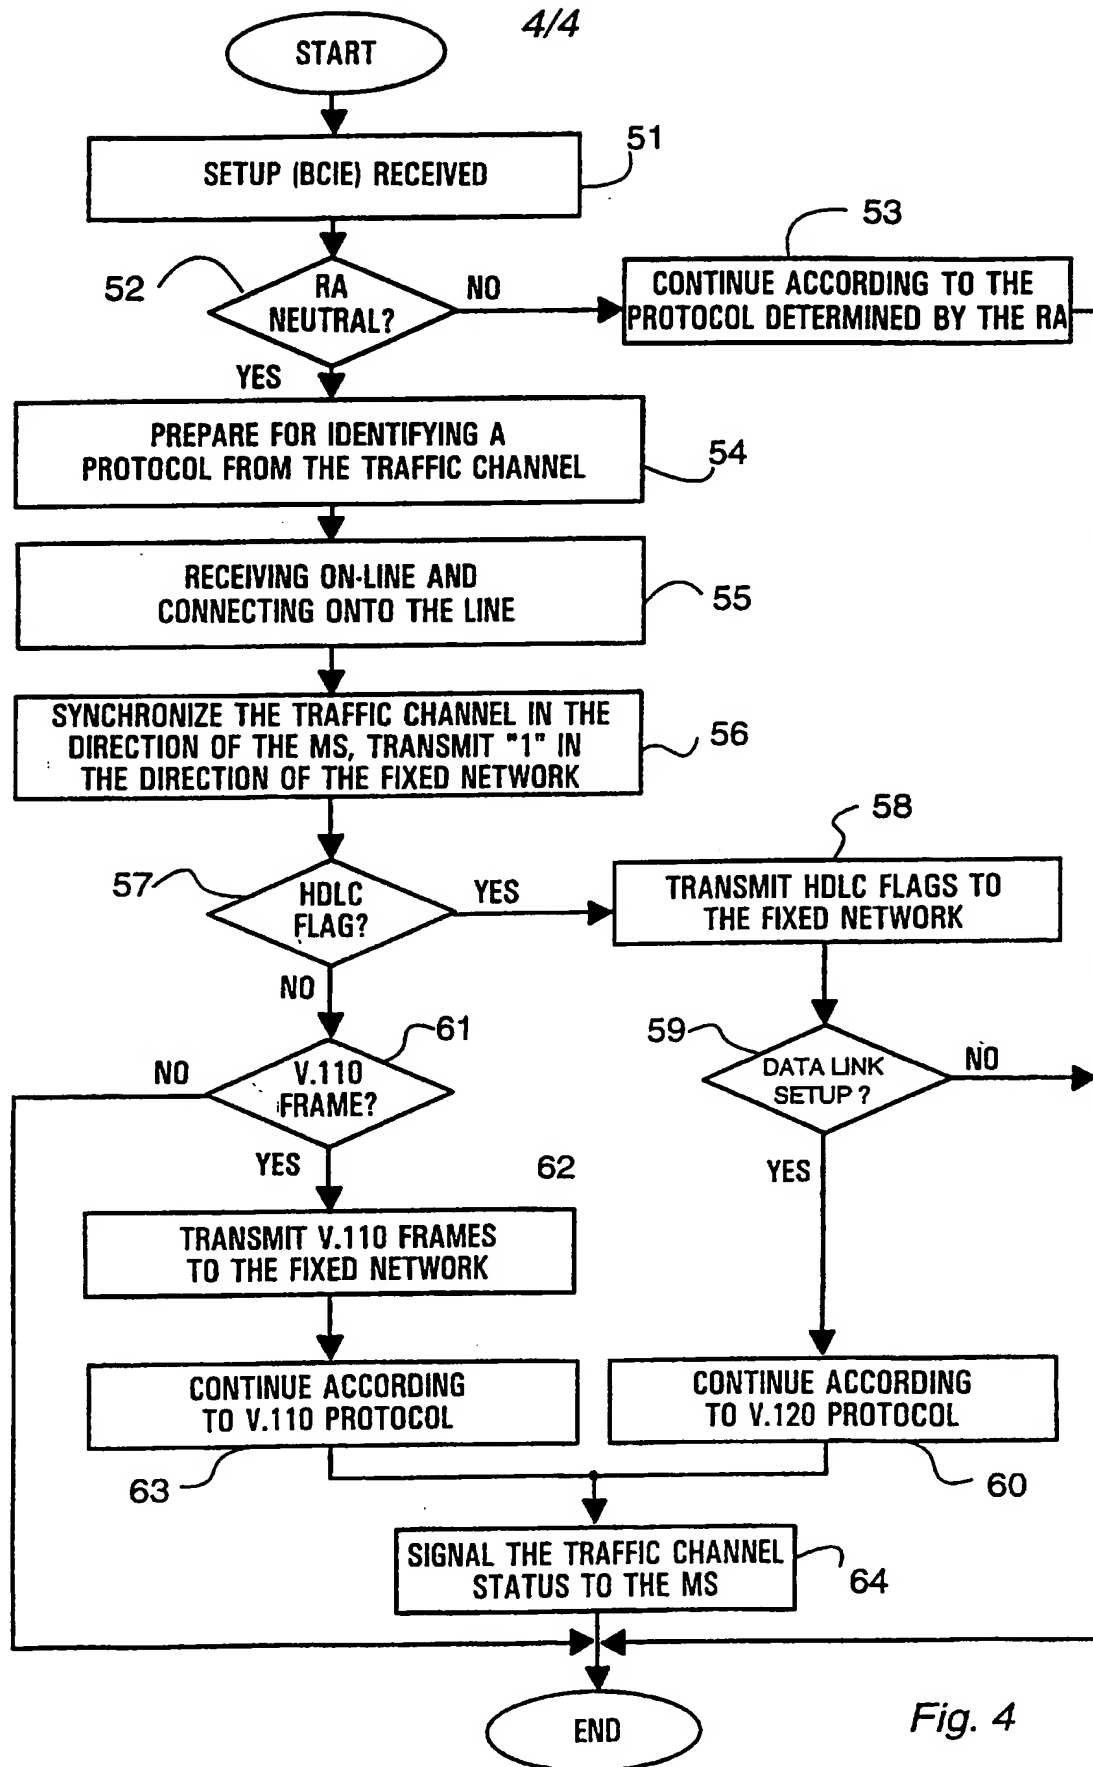 4/4
START
51
SETUP (BCIE) RECEIVED
53
52
RA
NEUTRAL?
NO
CONTINUE ACCORDING TO THE
PROTOCOL DETERMINED BY THE RA
YES
PREPARE FOR IDENTIFYING A
PROTOCOL FROM THE TRAFFIC CHANNEL
54
RECEIVING ON-LINE AND
CONNECTING ONTO THE LINE
55
SYNCHRONIZE THE TRAFFIC CHANNEL IN THE
DIRECTION OF THE MS, TRANSMIT "1" IN
THE DIRECTION OF THE FIXED NETWORK
56
58
57
HDLC
FLAG?
YES
TRANSMIT HDLC FLAGS TO
THE FIXED NETWORK
NO
61
59
NO
V.110
FRAME?
DATA LINK
SETUP ?
NO
YES
62
YES
TRANSMIT V.110 FRAMES
TO THE FIXED NETWORK
CONTINUE ACCORDING
TO V.110 PROTOCOL
CONTINUE ACCORDING
TO V.120 PROTOCOL
63
60
SIGNAL THE TRAFFIC CHANNEL
STATUS TO THE MS
64
END
Fig. 4